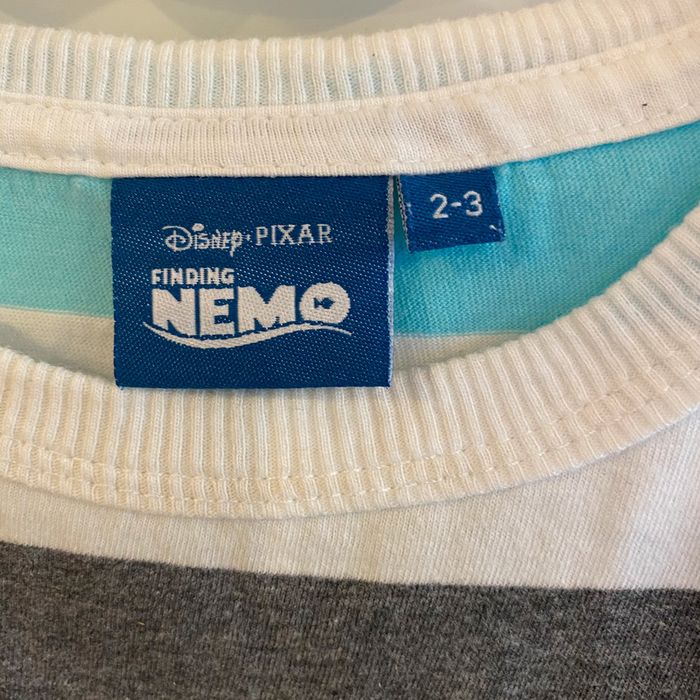 Disney·PIXAR
FINDING
NEMO
2-3